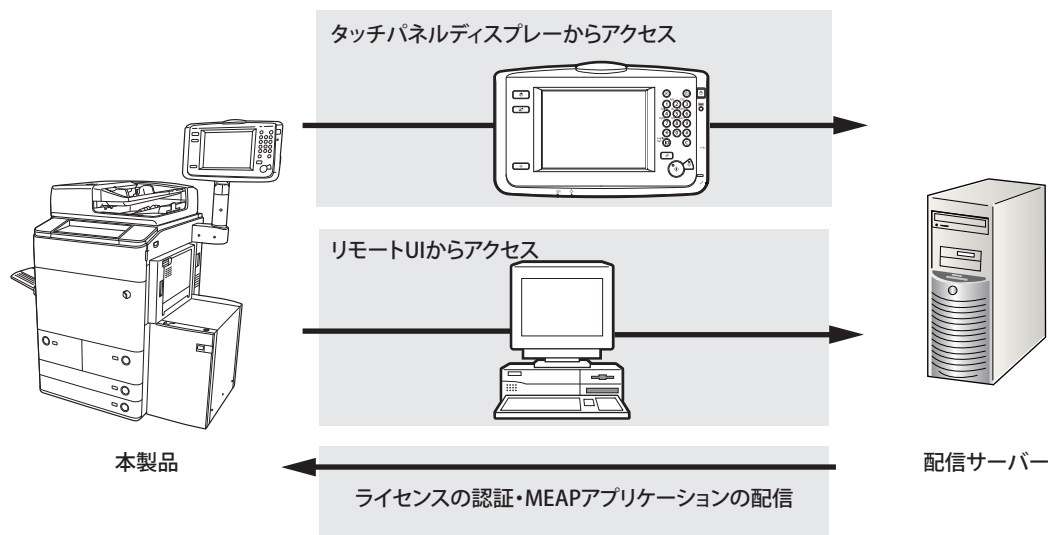 タッチパネルディスプレーからアクセス
リモートUIからアクセス
本製品
配信サーバー
ライセンスの認証・MEAPアプリケーションの配信